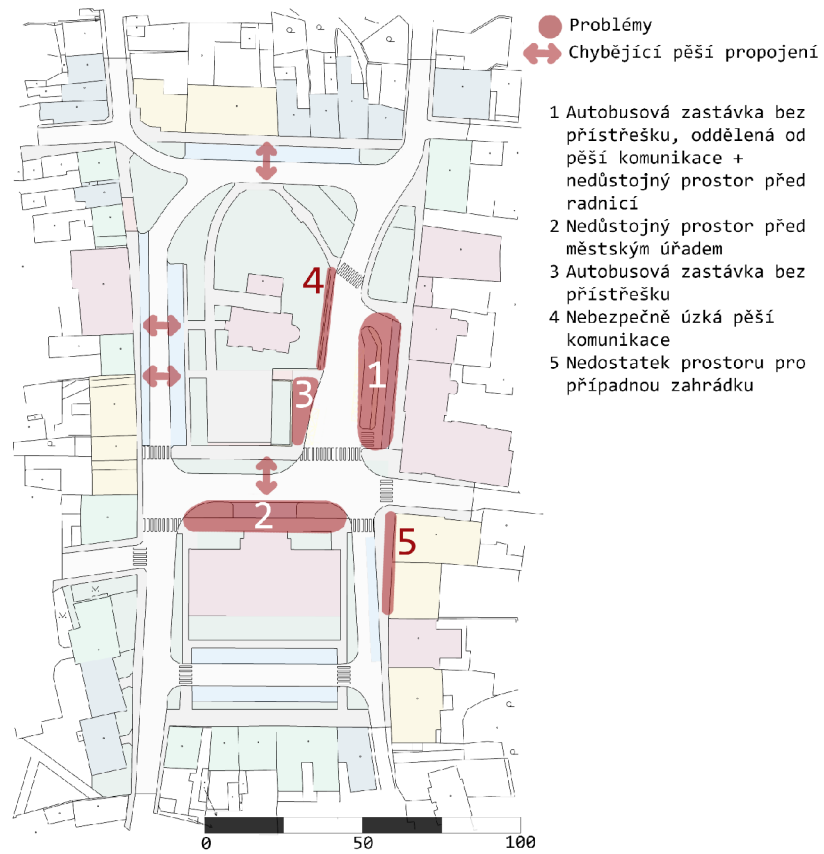 Problémy
Chybějící pěší propojení
1 Autobusová zastávka bez
přístřešku, oddělená od
pěší komunikace +
nedůstojný prostor před
radnicí
2 Nedůstojný prostor před
městským úřadem
3 Autobusová zastávka bez
přístřešku
4 Nebezpečně úzká pěší
komunikace
5 Nedostatek prostoru pro
případnou zahrádku
4
1
3
2
5
0 50 100